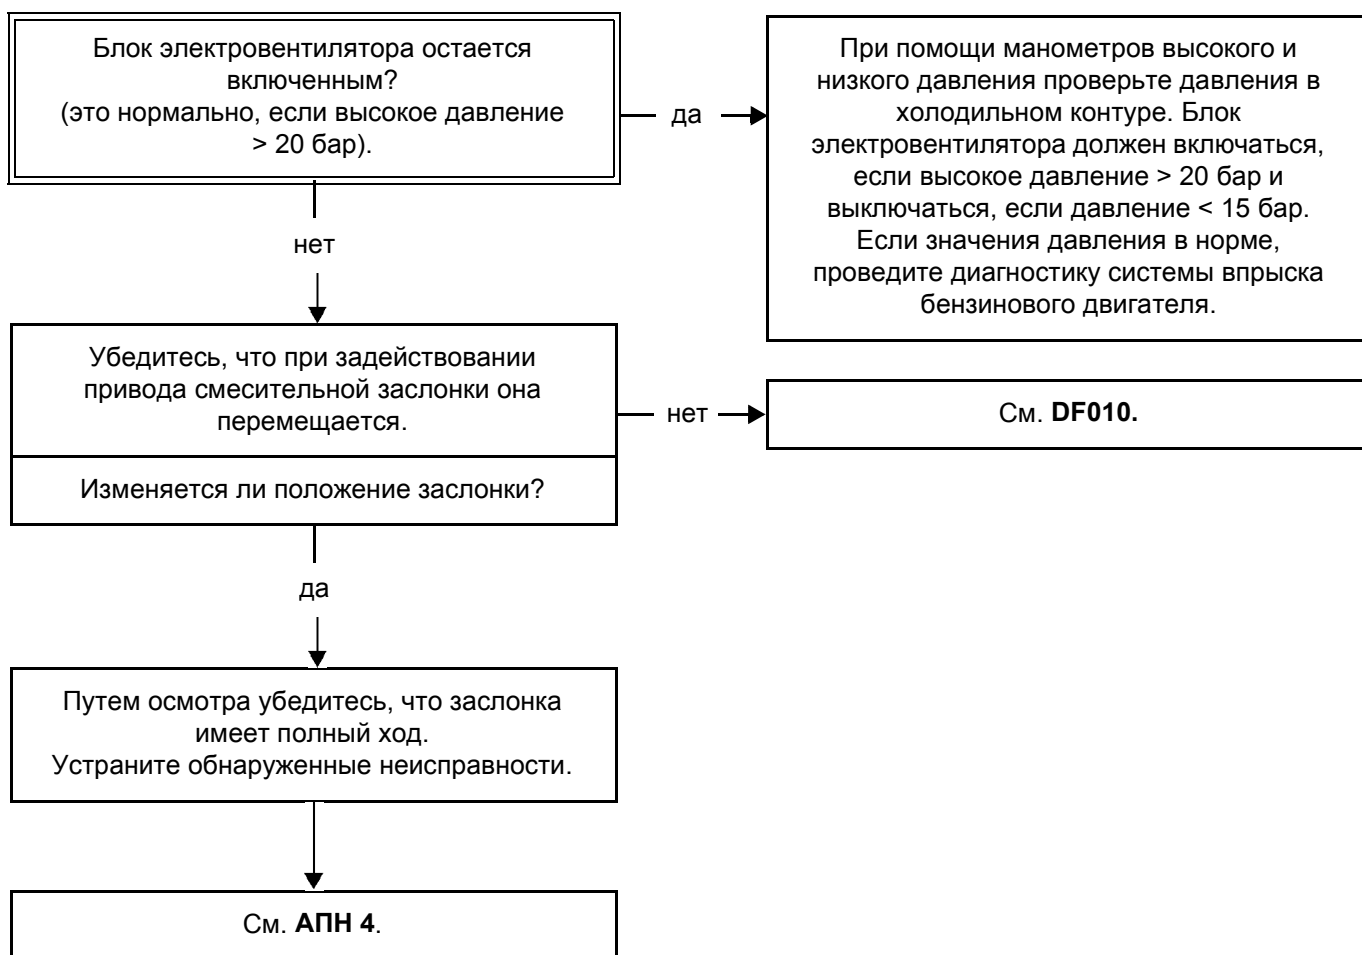 Блок электровентилятора остается
включенным?
(это нормально, если высокое давление
> 20 бар).
да
При помощи манометров высокого и
низкого давления проверьте давления в
холодильном контуре. Блок
электровентилятора должен включаться,
если высокое давление > 20 бар и
выключаться, если давление < 15 бар.
Если значения давления в норме,
проведите диагностику системы впрыска
бензинового двигателя.
нет
Убедитесь, что при задействовании
привода смесительной заслонки она
перемещается.
Изменяется ли положение заслонки?
нет
См. DF010.
да
Путем осмотра убедитесь, что заслонка
имеет полный ход.
Устраните обнаруженные неисправности.
См. АПН 4.